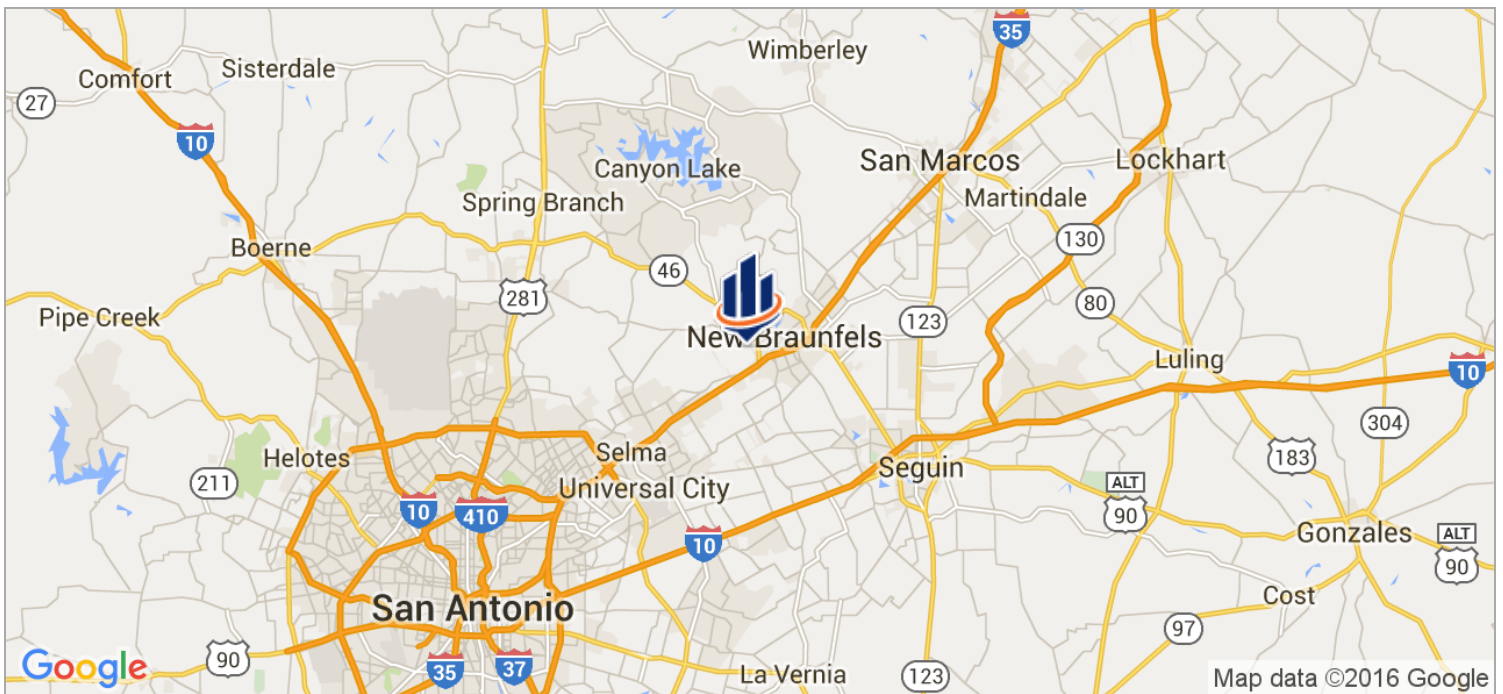 35
Wimberley
Sisterdale
Comfort
27
10
San Marcos
Lockhart
Canyon Lake
Martindale
Spring Branch
130
Boerne
46
281
80
Pipe Creek
123
New Braunfels
Luling
10
304
Selma
Helotes
183
Seguin
211
ALT
90
Universal City
10
410
Gonzales
ALT
90
10
Cost
San Antonio
97
90
Google
35
37
La Vernia
123
Map data ©2016 Google